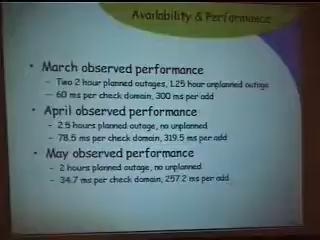 Availability & Performance
• March observed performance
– Two 2 hour planned outages, 1.25 hour unplanned outage
– 60 ms per check domain, 300 ms per add
• April observed performance
– 2.5 hours planned outage, no unplanned
– 78.5 ms per check domain, 319.5 ms per add
• May observed performance
– 2 hours planned outage, no unplanned
– 34.7 ms per check domain, 257.2 ms per add